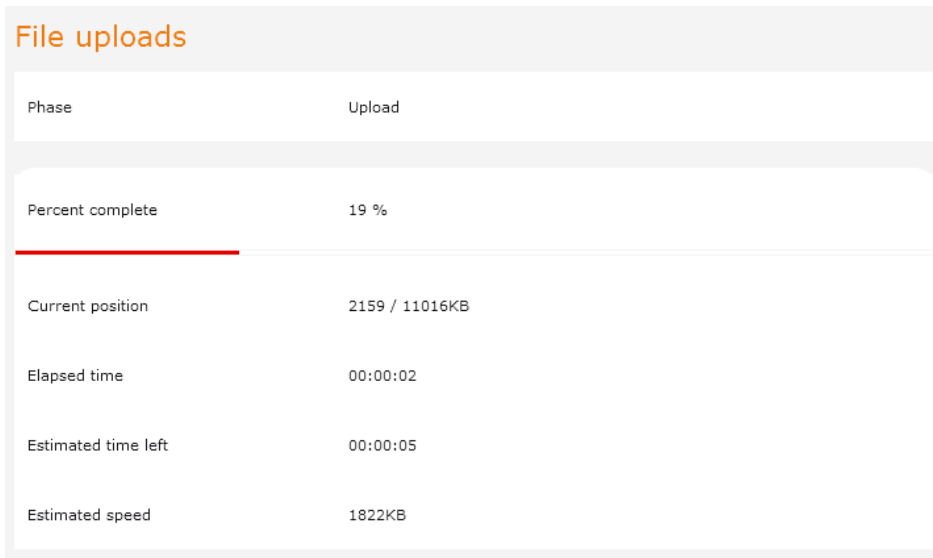 File uploads
Phase Upload
Percent complete 19 %
Current position 2159 / 11016KB
Elapsed time 00:00:02
Estimated time left 00:00:05
Estimated speed 1822KB